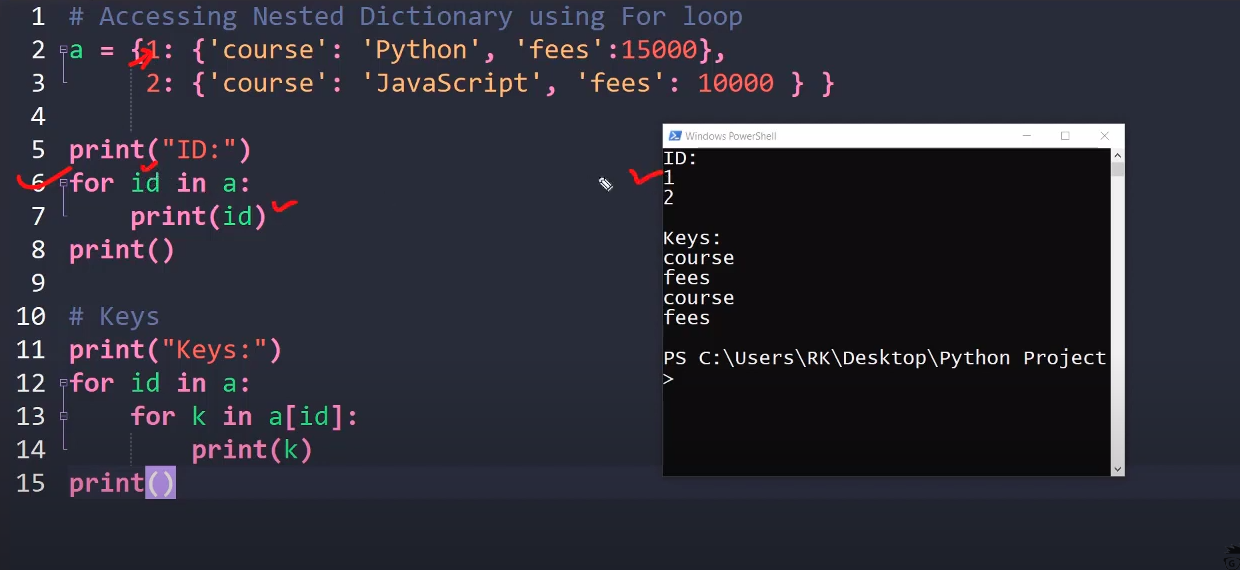 1 # Accessing Nested Dictionary using For loop
2 a = {1: {'course': 'Python', 'fees':15000},
3 2: {'course': 'JavaScript', 'fees': 10000 } }
4
5 print("ID:")
6 for id in a:
7 print(id)
8 print()
9
10 # Keys
11 print("Keys:")
12 for id in a:
13 for k in a[id]:
14 print(k)
15 print()
Windows PowerShell
ID:
1
2
Keys:
course
fees
course
fees
PS C:\Users\RK\Desktop\Python Project
>